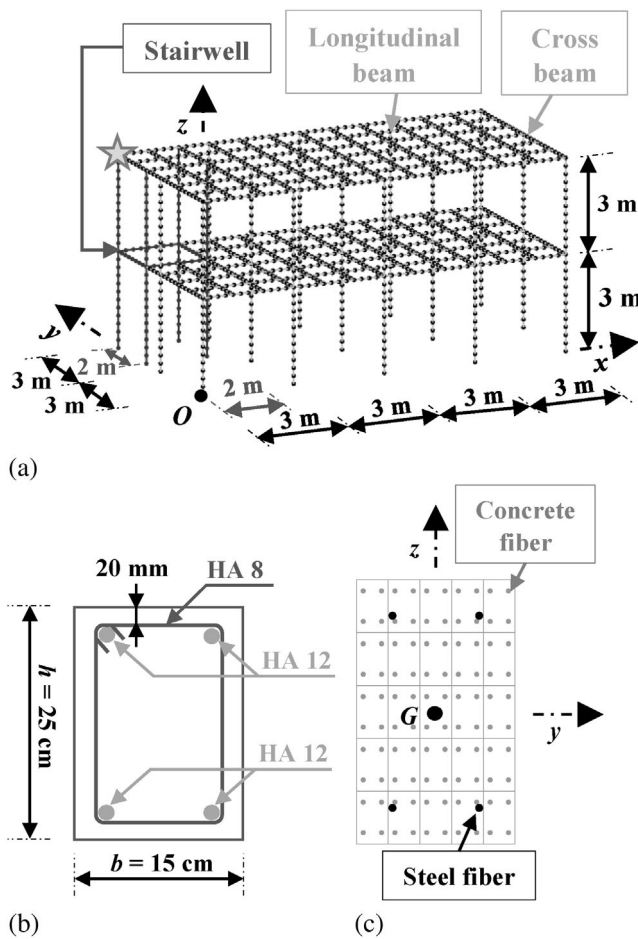 Stairwell
Longitudinal
beam
Cross
beam
z
3 m
3 m
y
x
2 m
3 m
3 m
O
2 m
3 m
3 m
3 m
3 m
(a)
20 mm
HA 8
HA 12
h = 25 cm
HA 12
b = 15 cm
(b)
Concrete
fiber
z
G
y
Steel fiber
(c)